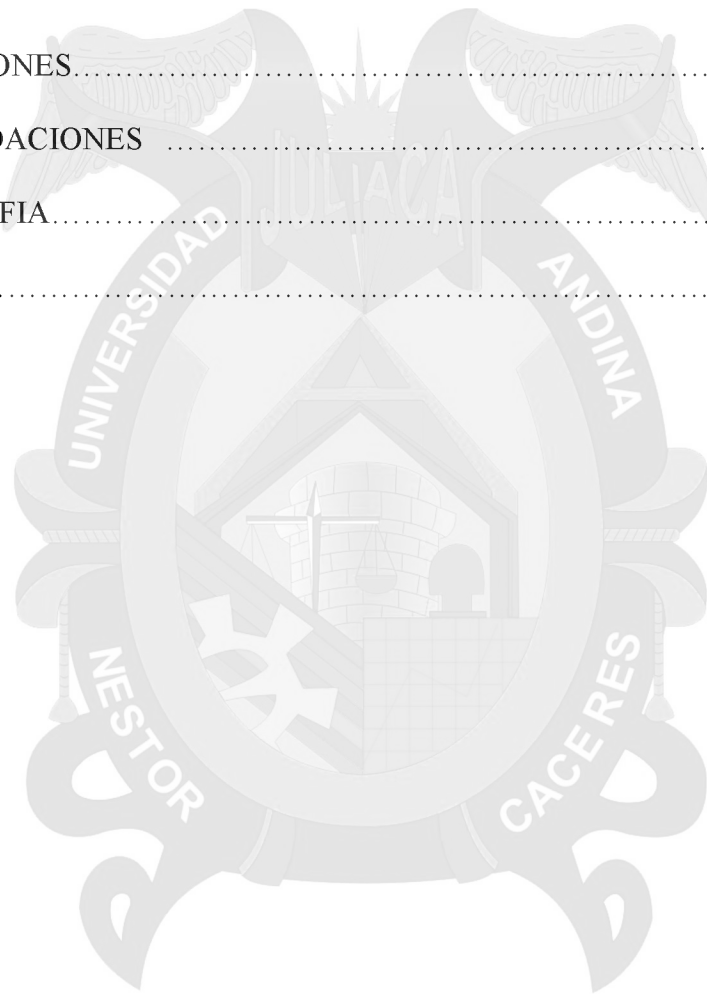 ONES....................................................................
DACIONES ............................................................
FIA......................................................................
............................................................................
JULIACA
UNIVERSIDAD
ANDINA
NESTOR
CACERES